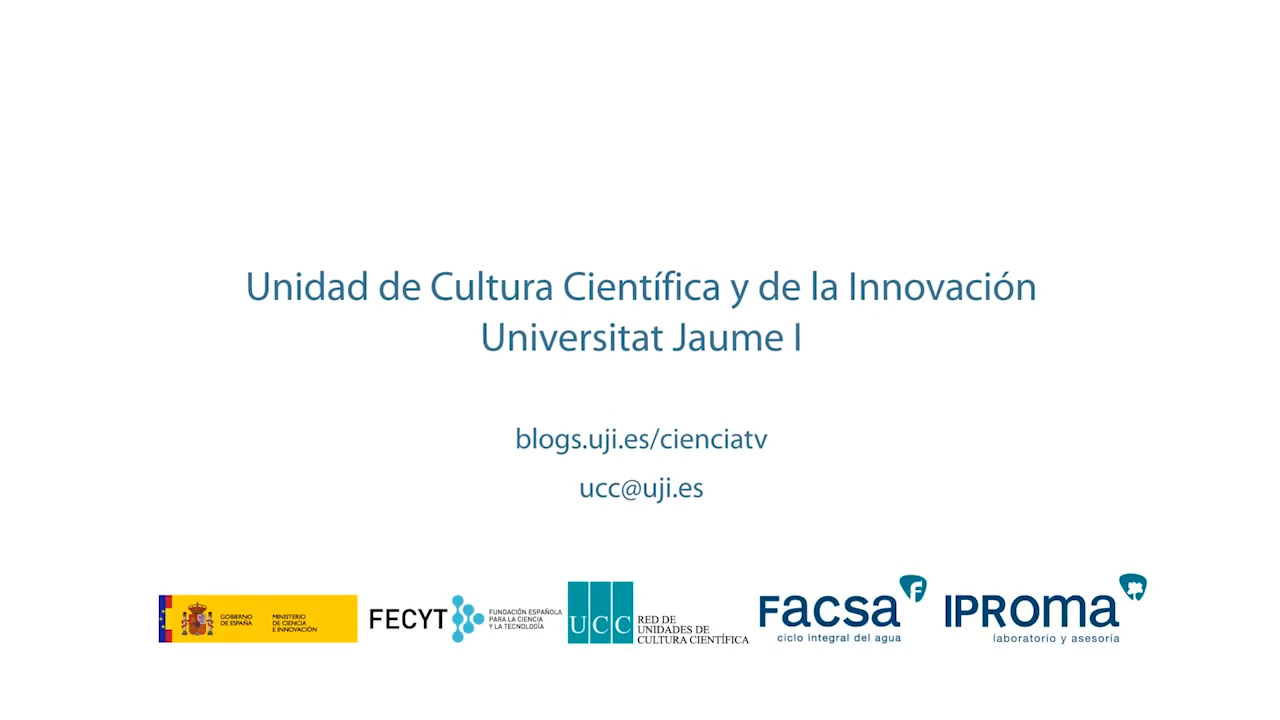 Unidad de Cultura Científica y de la Innovación
Universitat Jaume I
blogs.uji.es/cienciatv
ucc@uji.es
GOBIERNO
DE ESPAÑA
MINISTERIO
DE CIENCIA
E INNOVACIÓN
FECYT
FUNDACIÓN ESPAÑOLA
PARA LA CIENCIA
Y LA TECNOLOGÍA
UCC
RED DE
UNIDADES DE
CULTURA CIENTÍFICA
FACSA
ciclo integral del agua
IPROMA
laboratorio y asesoría